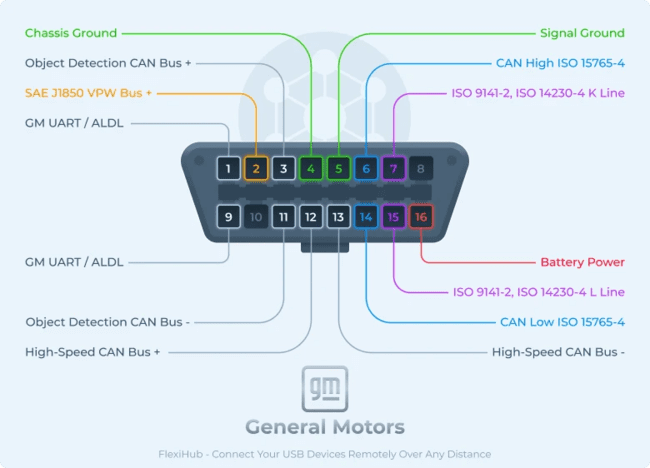 Chassis Ground
Signal Ground
Object Detection CAN Bus +
CAN High ISO 15765-4
SAE J1850 VPW Bus +
ISO 9141-2, ISO 14230-4 K Line
GM UART / ALDL
1 2 3 4 5 6 7 8
9 10 11 12 13 14 15 16
GM UART / ALDL
Battery Power
ISO 9141-2, ISO 14230-4 L Line
Object Detection CAN Bus -
CAN Low ISO 15765-4
High-Speed CAN Bus +
High-Speed CAN Bus -
gm
General Motors
FlexiHub - Connect Your USB Devices Remotely Over Any Distance